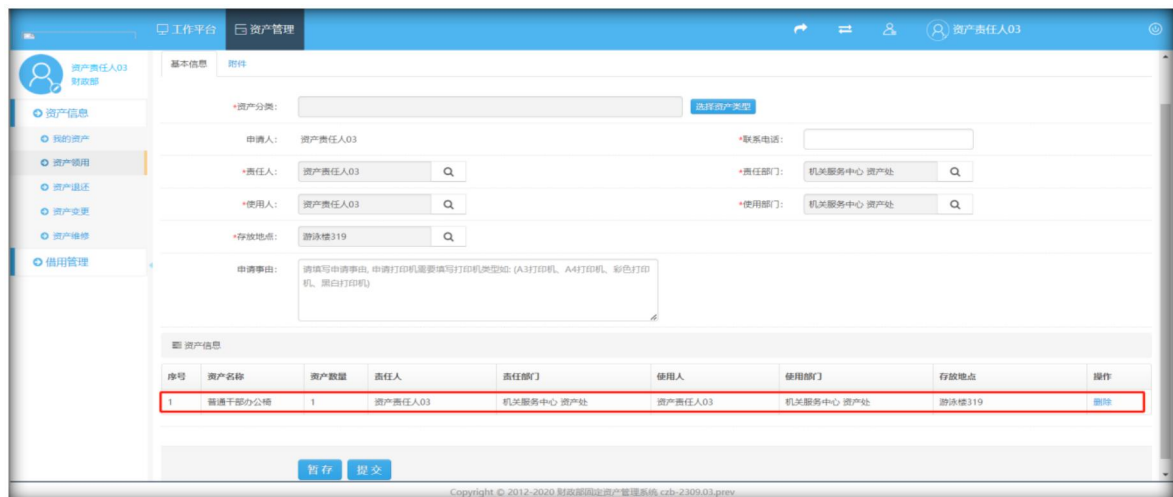 工作平台 资产管理 资产责任人03
资产责任人03
财政部
资产信息
我的资产
资产领用
资产退还
资产变更
资产维修
借用管理
基本信息 附件
*资产分类: 选择资产类型
申请人: 资产责任人03 *联系电话:
*责任人: 资产责任人03 *责任部门: 机关服务中心 资产处
*使用人: 资产责任人03 *使用部门: 机关服务中心 资产处
*存放地点: 游泳楼319
申请事由: 请填写申请事由, 申请打印机需要填写打印机类型如: (A3打印机、A4打印机、彩色打印
机、黑白打印机)
资产信息
序号 资产名称 资产数量 责任人 责任部门 使用人 使用部门 存放地点 操作
1 普通干部办公椅 1 资产责任人03 机关服务中心 资产处 资产责任人03 机关服务中心 资产处 游泳楼319 删除
暂存 提交
Copyright © 2012-2020 财政部固定资产管理系统 czb-2309.03.prev